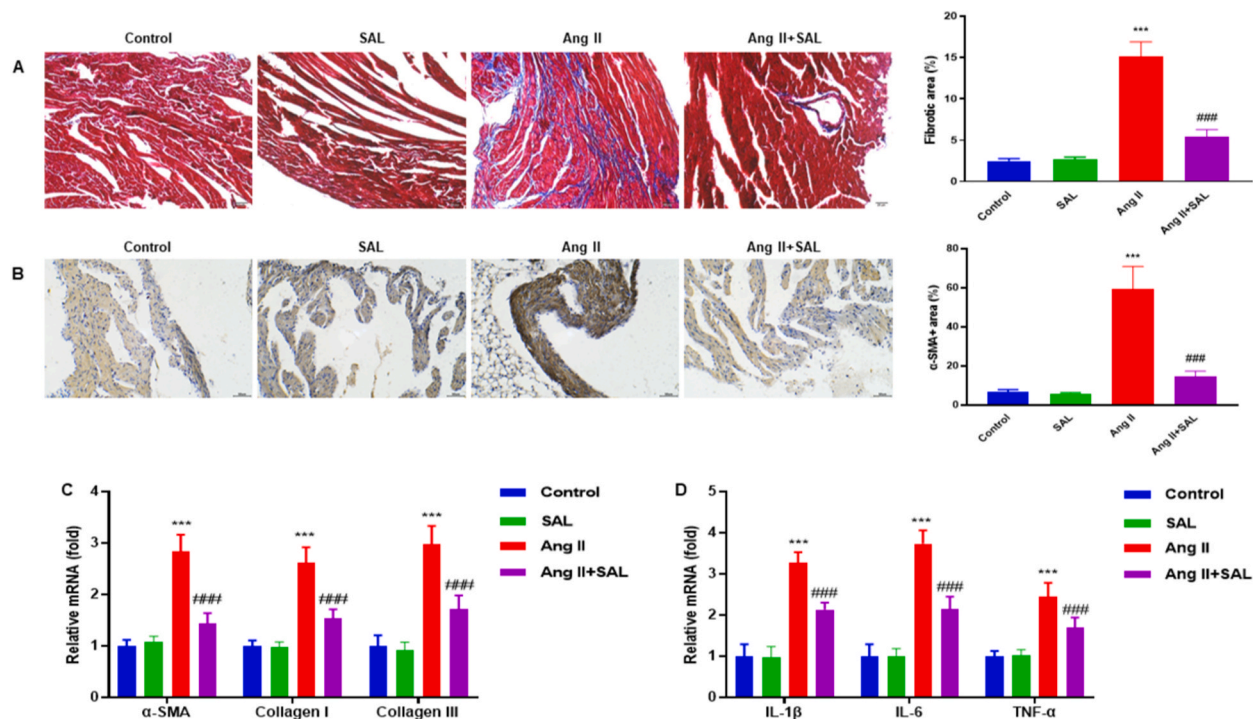 A
Control
SAL
Ang II
Ang II+SAL
Fibrotic area (%)
20
15
10
5
0
***
###
Control
SAL
Ang II
Ang II+SAL
B
Control
SAL
Ang II
Ang II+SAL
α-SMA+ area (%)
80
60
40
20
0
***
###
Control
SAL
Ang II
Ang II+SAL
C
Relative mRNA (fold)
4
3
2
1
0
***
####
***
####
***
####
α-SMA
Collagen I
Collagen III
Control
SAL
Ang II
Ang II+SAL
D
Relative mRNA (fold)
5
4
3
2
1
0
***
###
***
###
***
###
IL-1β
IL-6
TNF-α
Control
SAL
Ang II
Ang II+SAL